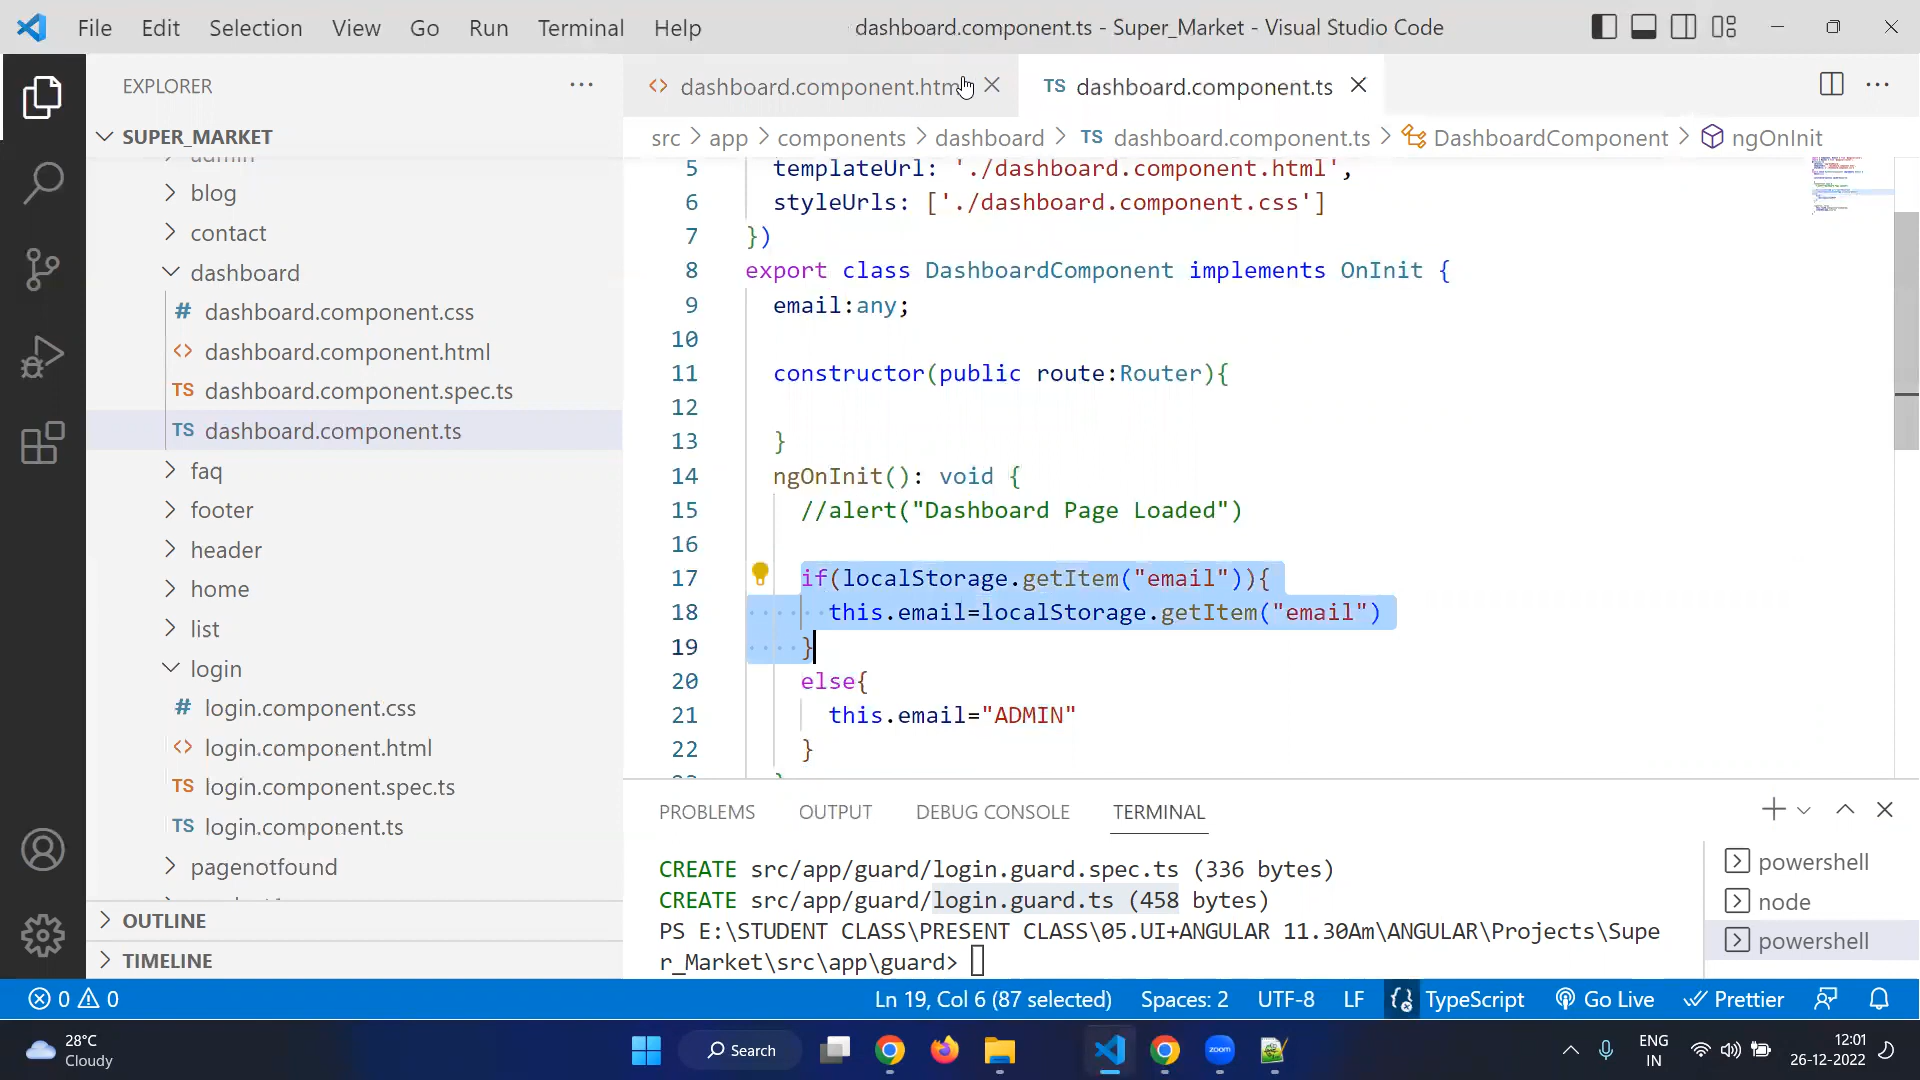 File Edit Selection View Go Run Terminal Help
dashboard.component.ts - Super_Market - Visual Studio Code
EXPLORER
SUPER_MARKET
admin
blog
contact
dashboard
# dashboard.component.css
<> dashboard.component.html
TS dashboard.component.spec.ts
TS dashboard.component.ts
faq
footer
header
home
list
login
# login.component.css
<> login.component.html
TS login.component.spec.ts
TS login.component.ts
pagenotfound
OUTLINE
TIMELINE
<> dashboard.component.htm
TS dashboard.component.ts
src > app > components > dashboard > TS dashboard.component.ts > DashboardComponent > ngOnInit
5 templateUrl: './dashboard.component.html',
6 styleUrls: ['./dashboard.component.css']
7 })
8 export class DashboardComponent implements OnInit {
9 email:any;
10
11 constructor(public route:Router){
12
13 }
14 ngOnInit(): void {
15 //alert("Dashboard Page Loaded")
16
17 if(localStorage.getItem("email")){
18 this.email=localStorage.getItem("email")
19 }
20 else{
21 this.email="ADMIN"
22 }
PROBLEMS OUTPUT DEBUG CONSOLE TERMINAL
CREATE src/app/guard/login.guard.spec.ts (336 bytes)
CREATE src/app/guard/login.guard.ts (458 bytes)
PS E:\STUDENT CLASS\PRESENT CLASS\05.UI+ANGULAR 11.30Am\ANGULAR\Projects\Supe
r_Market\src\app\guard>
powershell
node
powershell
0 0
Ln 19, Col 6 (87 selected) Spaces: 2 UTF-8 LF TypeScript Go Live Prettier
28°C
Cloudy
Search
zoom
ENG
IN
12:01
26-12-2022